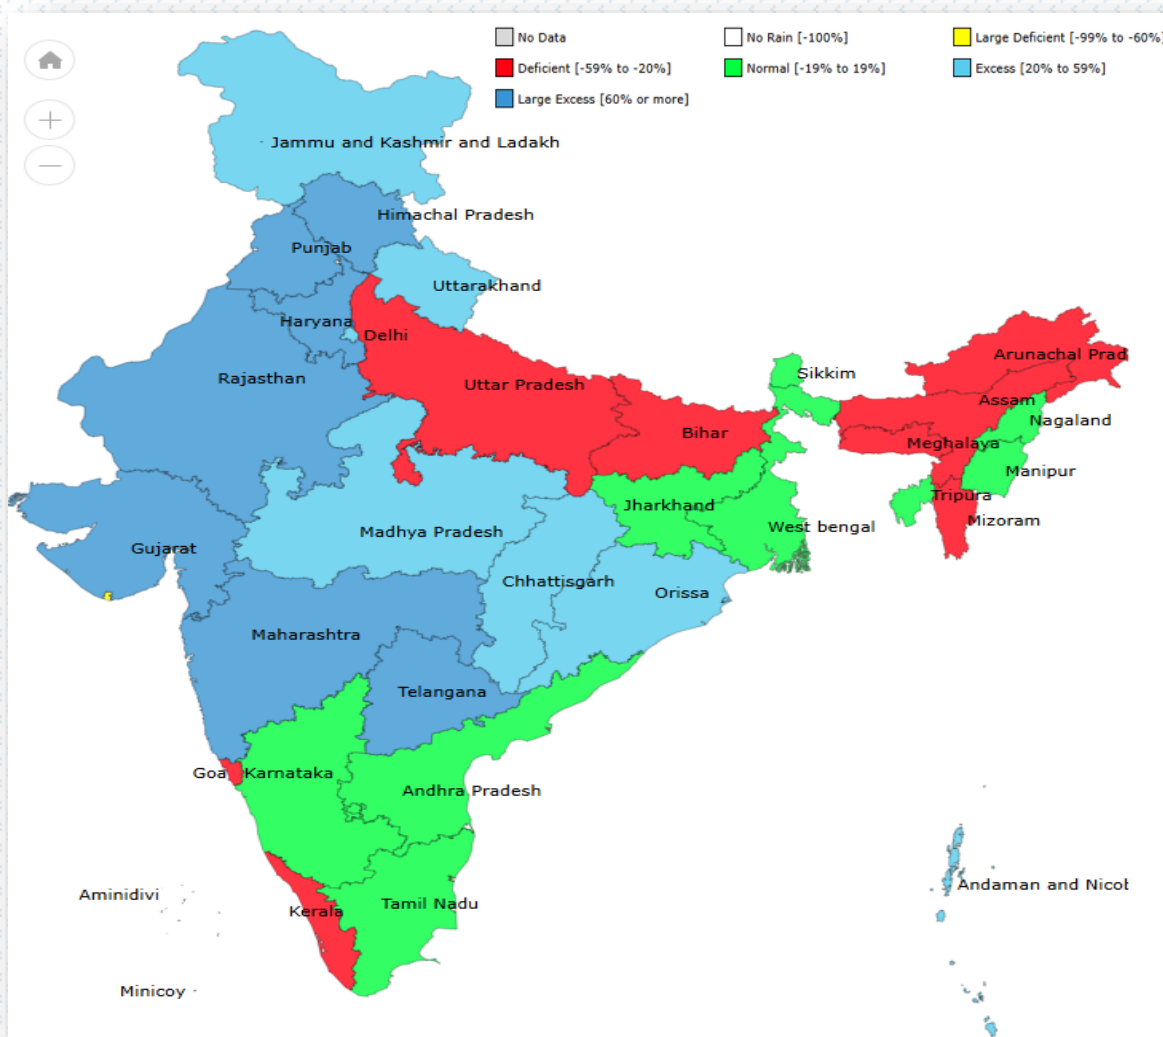 No Data
No Rain [-100%]
Large Deficient [-99% to -60%]
Deficient [-59% to -20%]
Normal [-19% to 19%]
Excess [20% to 59%]
Large Excess [60% or more]
Jammu and Kashmir and Ladakh
Himachal Pradesh
Punjab
Uttarakhand
Haryana
Delhi
Rajasthan
Uttar Pradesh
Sikkim
Arunachal Prad
Assam
Nagaland
Bihar
Meghalaya
Manipur
Jharkhand
Tripura
Mizoram
West bengal
Madhya Pradesh
Gujarat
Chhattisgarh
Orissa
Maharashtra
Telangana
Goa
Karnataka
Andhra Pradesh
Andaman and Nicob
Aminidivi
Tamil Nadu
Kerala
Minicoy